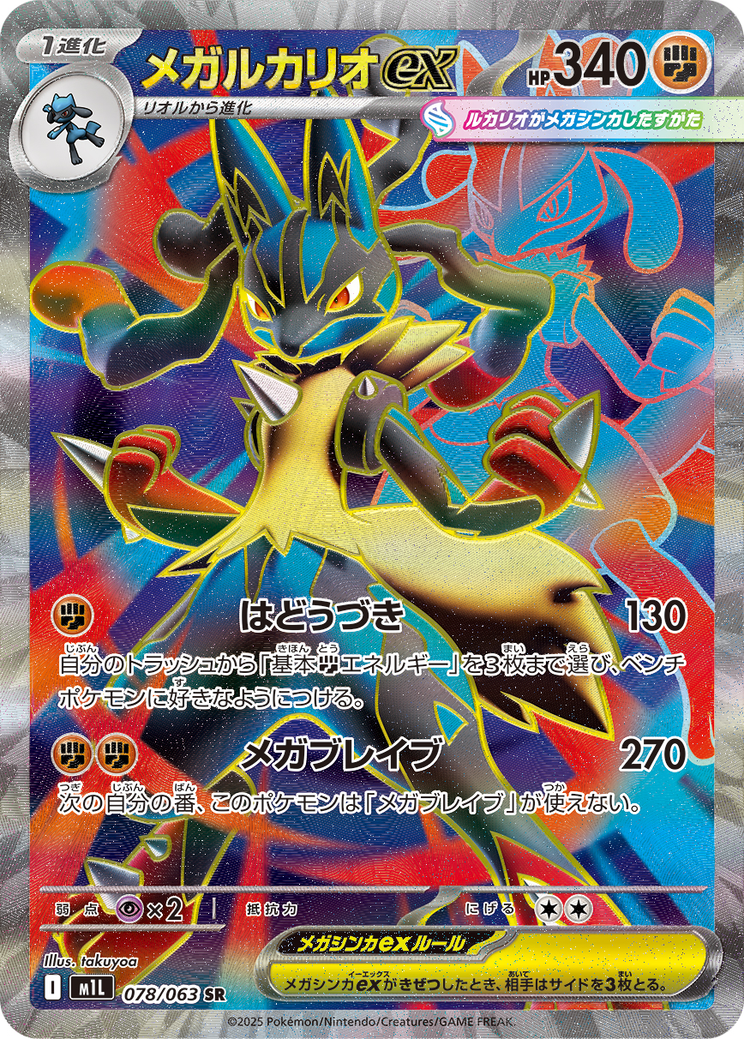 1進化
メガルカリオex
HP340
リオルから進化
ルカリオがメガシンカしたすがた
はどうづき 130
自分のトラッシュから「基本エネルギー」を3枚まで選び、ベンチ
ポケモンに好きなようにつける。
メガブレイブ 270
次の自分の番、このポケモンは「メガブレイブ」が使えない。
弱点 ×2 抵抗力 にげる
メガシンカexルール
メガシンカexがきぜつしたとき、相手はサイドを3枚とる。
Illus. takuyoa
I M1L 078/063 SR
©2025 Pokémon/Nintendo/Creatures/GAME FREAK.